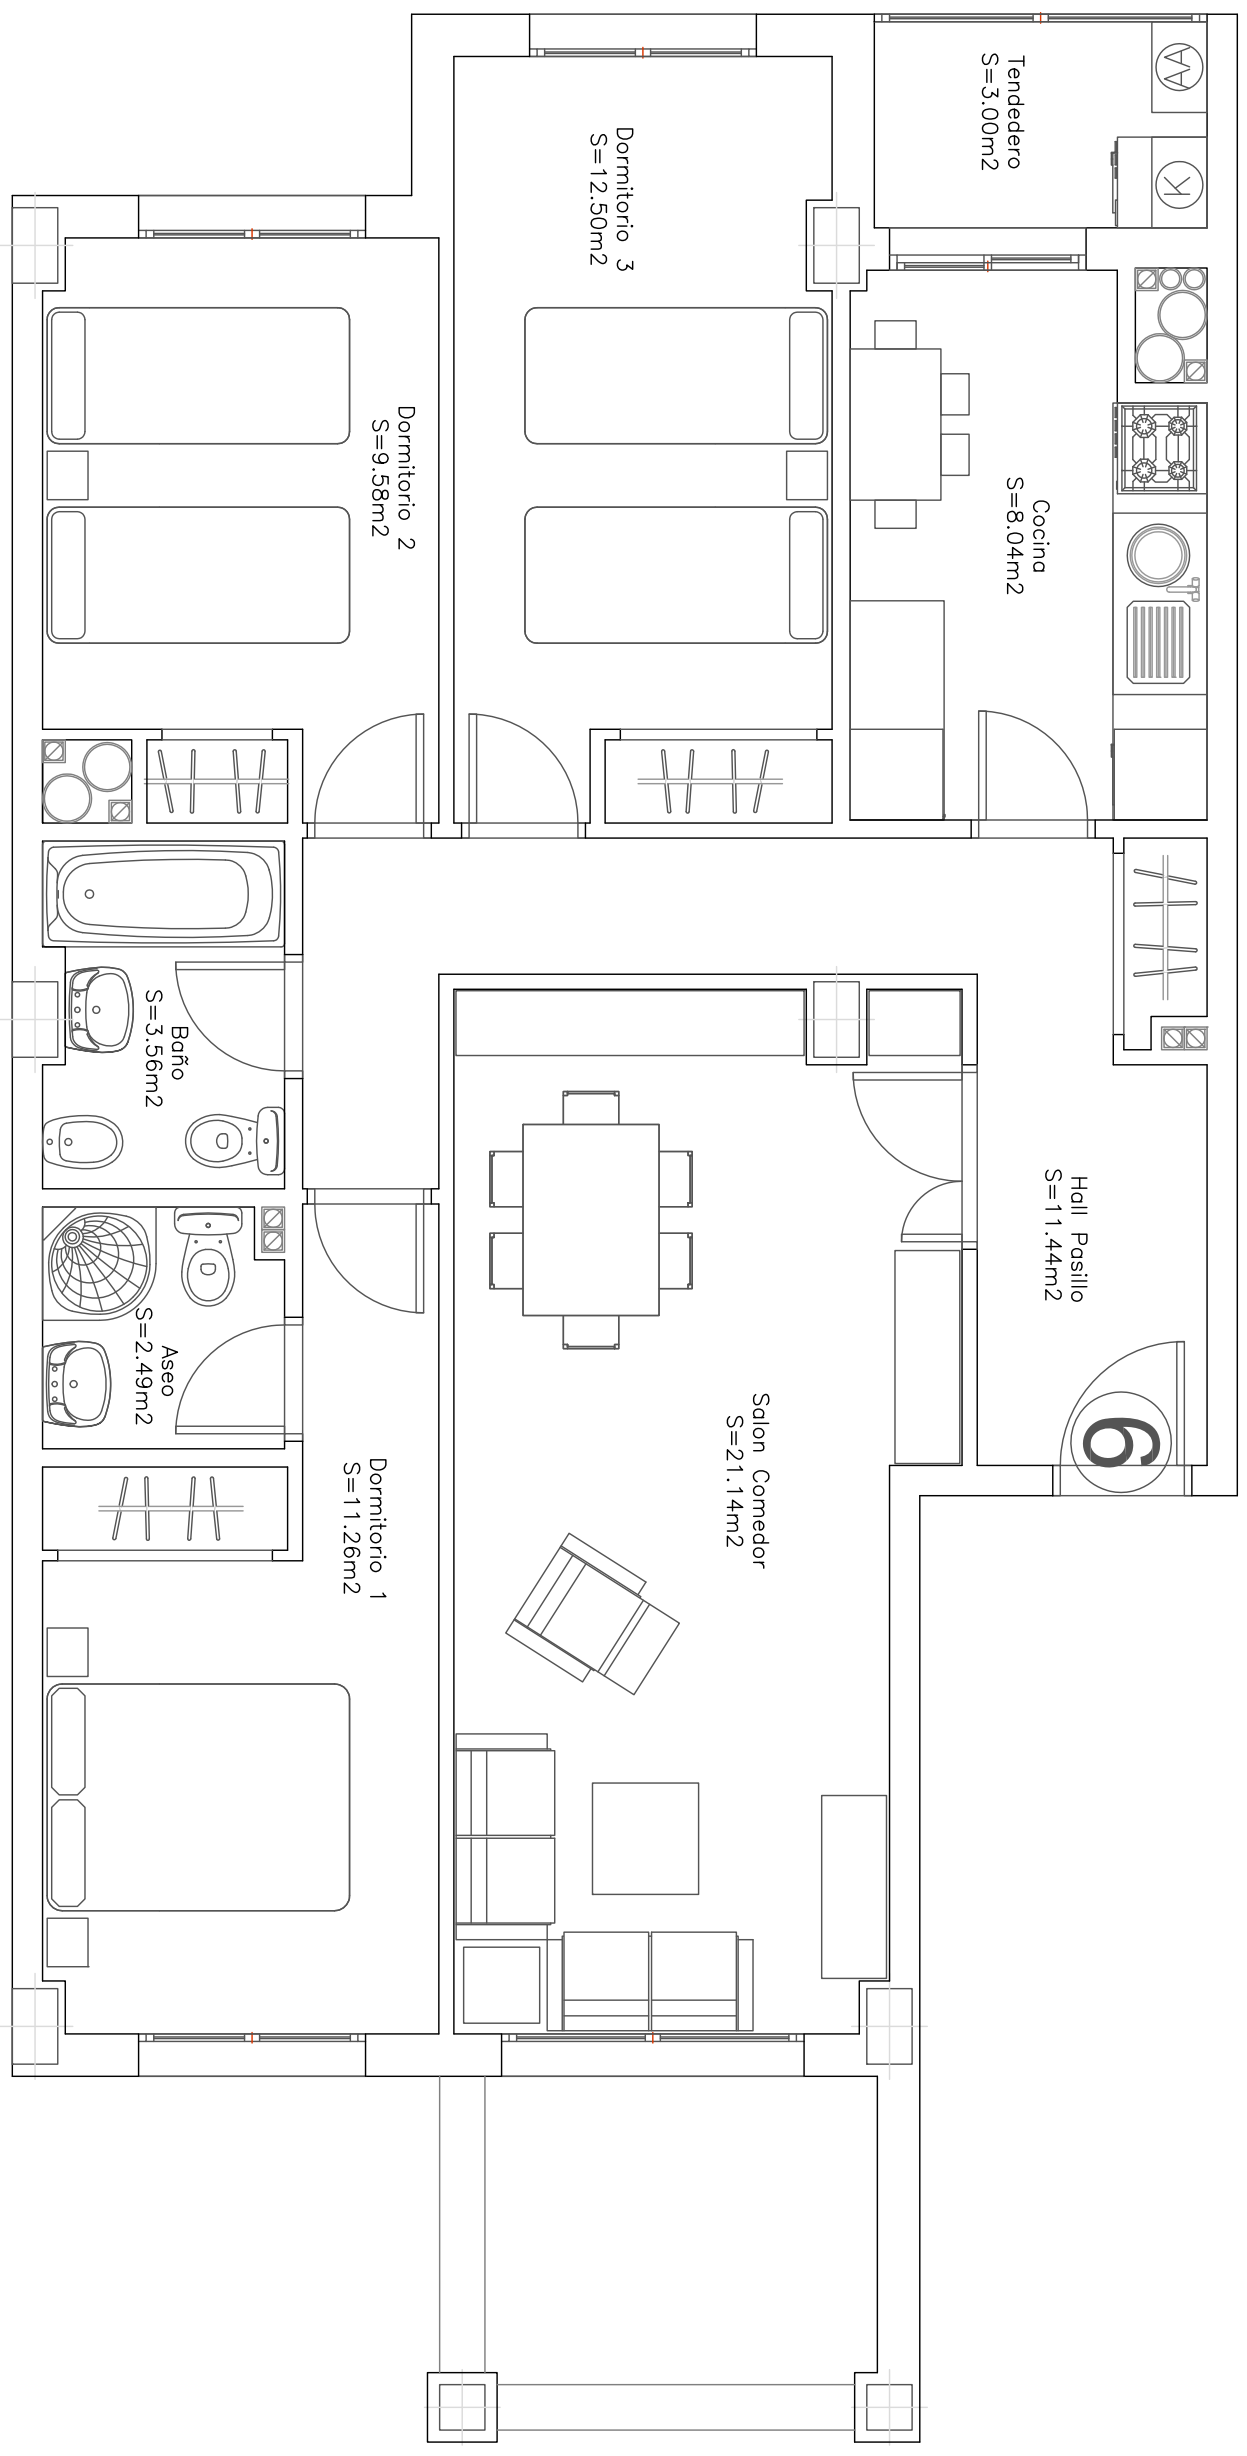 Tendedero
S=3.00m2
AA
K
Dormitorio 3
S=12.50m2
Dormitorio 2
S=9.58m2
Cocina
S=8.04m2
Baño
S=3.56m2
Hall Pasillo
S=11.44m2
Aseo
S=2.49m2
Salon Comedor
S=21.14m2
Dormitorio 1
S=11.26m2
6